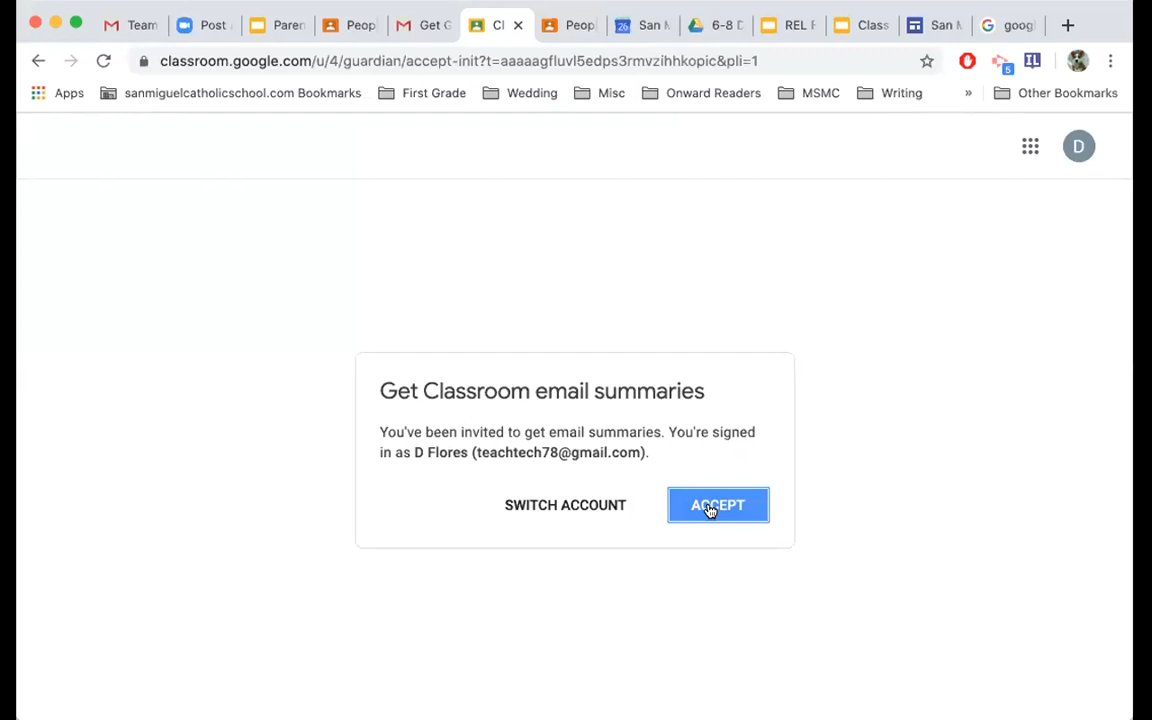 Team Post Paren Peop Get G Cl Peop San M 6-8 D REL F Class San M goog
classroom.google.com/u/4/guardian/accept-init?t=aaaaagfluvl5edps3rmvzihhkopic&pli=1
5
Apps sanmiguelcatholicschool.com Bookmarks First Grade Wedding Misc Onward Readers MSMC Writing » Other Bookmarks
D
Get Classroom email summaries
You've been invited to get email summaries. You're signed
in as D Flores (teachtech78@gmail.com).
SWITCH ACCOUNT ACCEPT